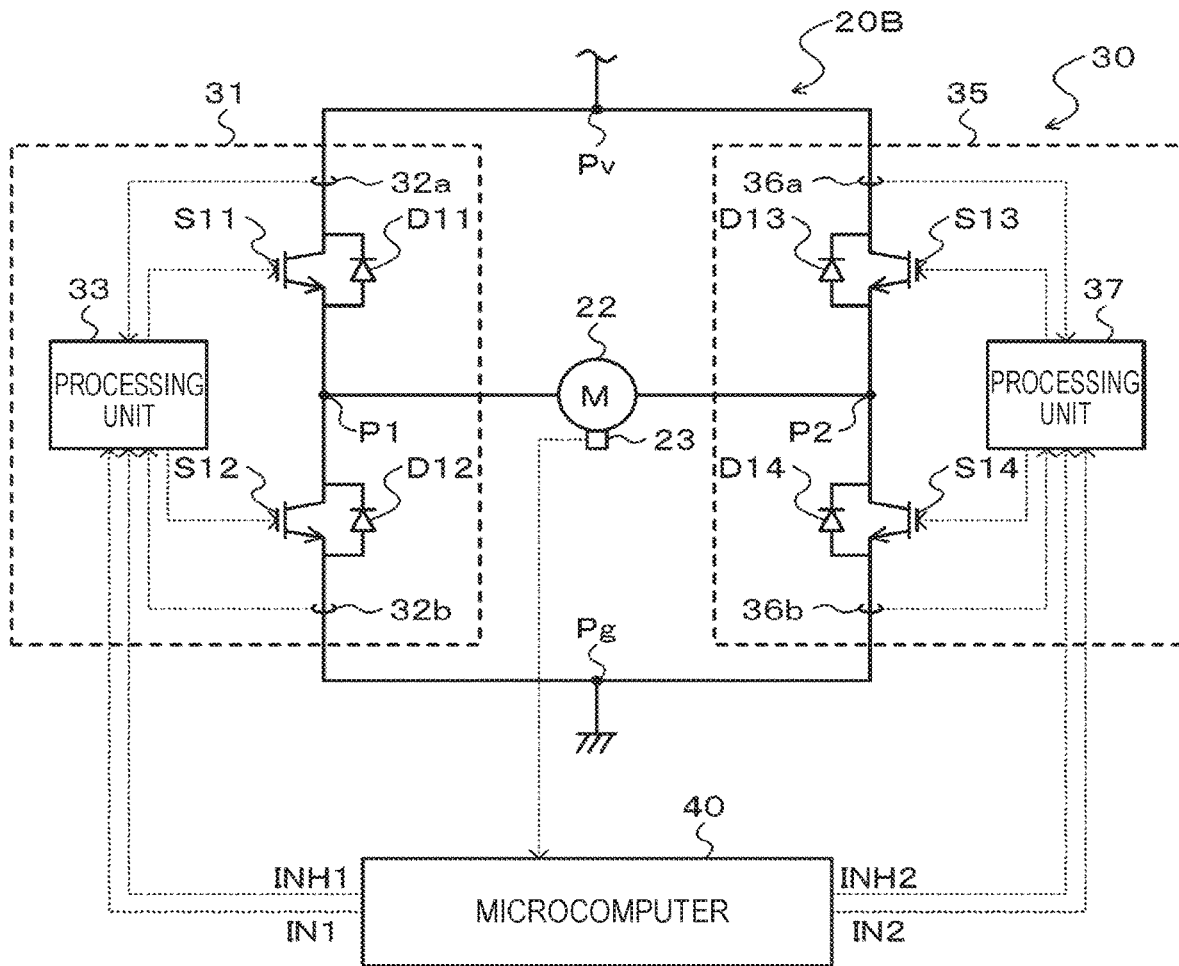 20B
30
31
35
Pv
32a
36a
S11
D11
D13
S13
33
22
37
PROCESSING
UNIT
M
PROCESSING
UNIT
P1
23
P2
S12
D12
D14
S14
32b
36b
Pg
40
INH1
INH2
MICROCOMPUTER
IN1
IN2